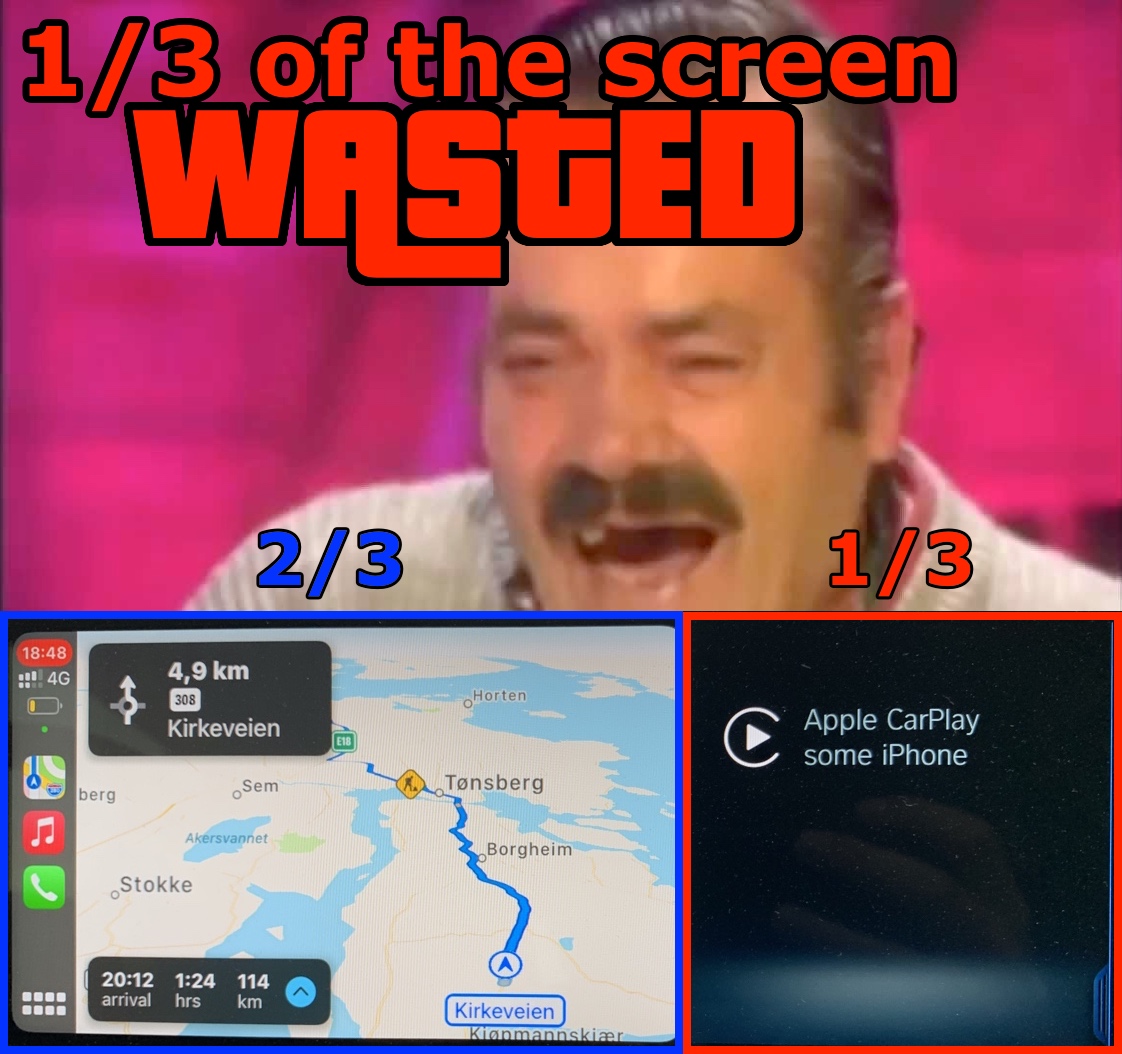 1/3 of the screen
WASTED
2/3
1/3
18:48
4G
4,9 km
308
Kirkeveien
E18
Horten
Sem
Tønsberg
berg
Akersvannet
Borgheim
Stokke
20:12 1:24 114
arrival hrs km
Kirkeveien
Kjøpmannskjær
Apple CarPlay
some iPhone